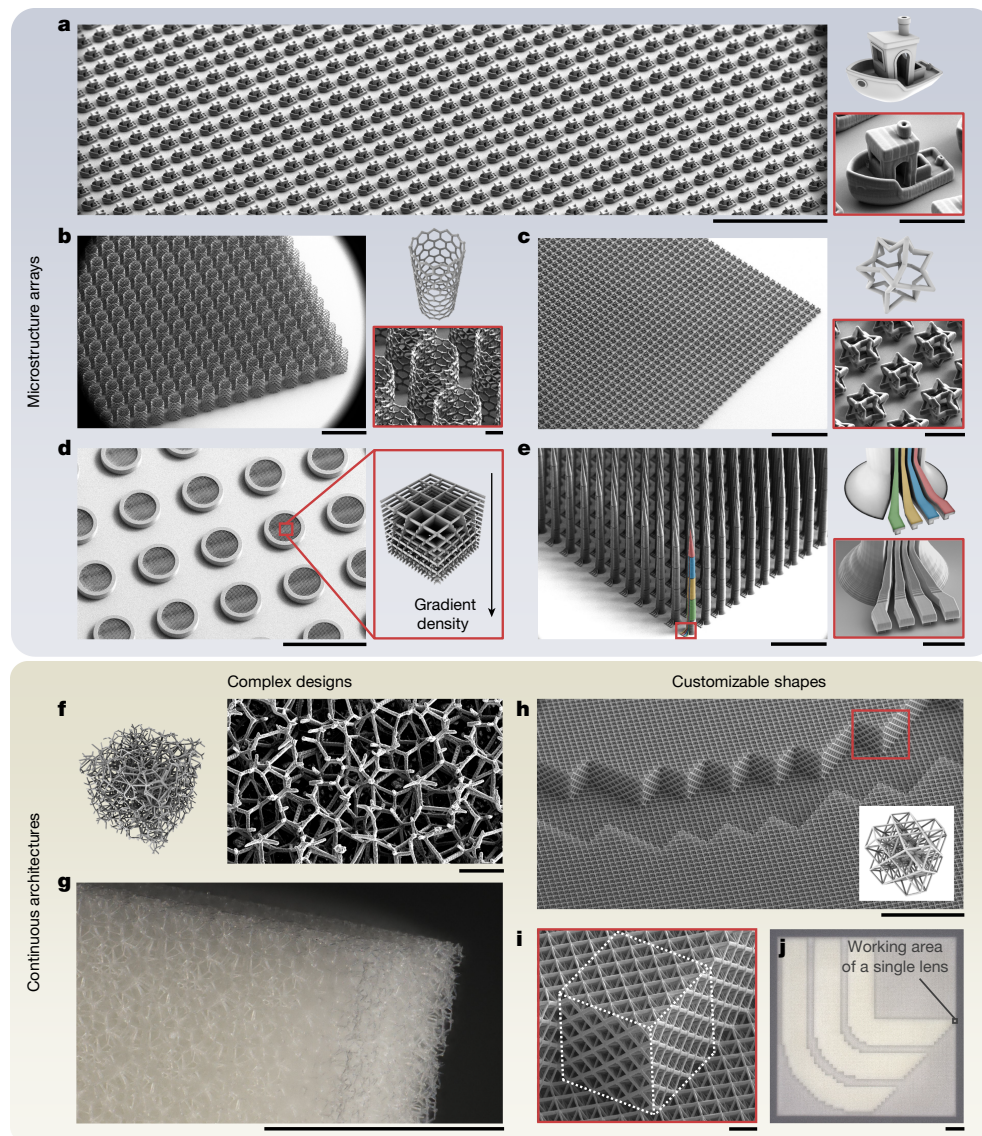 a
Microstructure arrays
b
c
d
Gradient
density
e
Complex designs
Customizable shapes
Continuous architectures
f
g
h
i
j
Working area
of a single lens